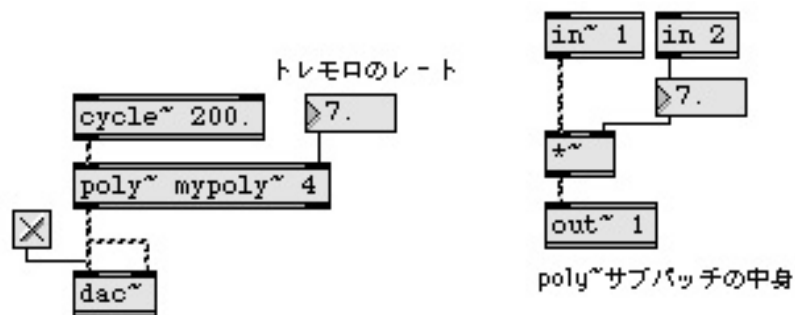 トレモロのレート
cycle~ 200.
7.
poly~ mypoly~ 4
dac~
in~ 1
in 2
7.
*~
out~ 1
poly~サブパッチの中身